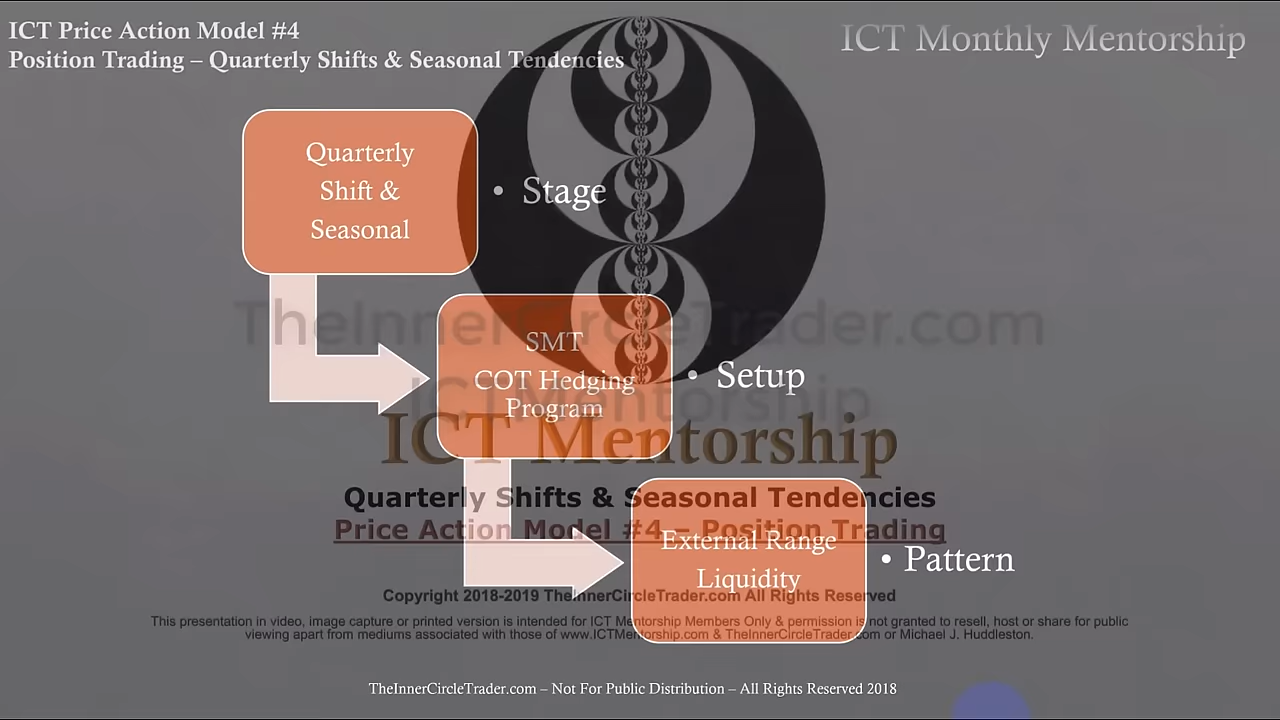 ICT Price Action Model #4
ICT Monthly Mentorship
Position Trading – Quarterly Shifts & Seasonal Tendencies
Quarterly
Shift &
Seasonal
• Stage
TheInnerCircleTrader.com
SMT
COT Hedging
Program
• Setup
ICTMentorship
ICT Mentorship
Quarterly Shifts & Seasonal Tendencies
Price Action Model #4 – Position Trading
External Range
Liquidity
• Pattern
Copyright 2018-2019 TheInnerCircleTrader.com All Rights Reserved
This presentation in video, image capture or printed version is intended for ICT Mentorship Members Only & permission is not granted to resell, host or share for public
viewing apart from mediums associated with those of www.ICTMentorship.com & TheInnerCircleTrader.com or Michael J. Huddleston.
TheInnerCircleTrader.com – Not For Public Distribution – All Rights Reserved 2018